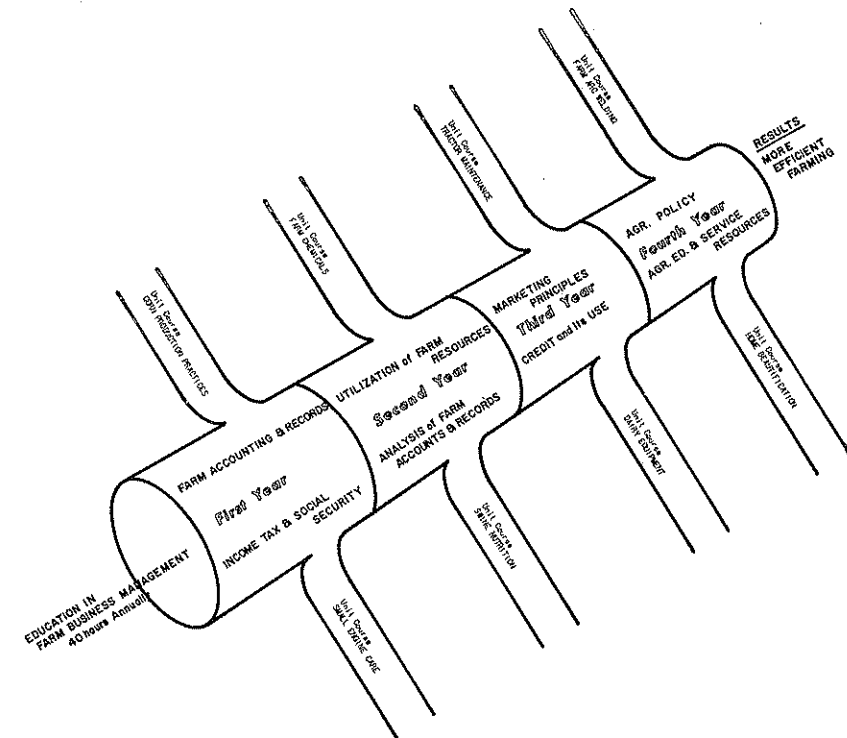 EDUCATION IN
FARM BUSINESS MANAGEMENT
40 hours Annually
FARM ACCOUNTING & RECORDS
First Year
INCOME TAX & SOCIAL
SECURITY
Unit Course
CORN PRODUCTION PRACTICES
Unit Course
SMALL ENGINE CARE
UTILIZATION of FARM
RESOURCES
Second Year
ANALYSIS of FARM
ACCOUNTS & RECORDS
Unit Course
FARM CHEMICALS
Unit Course
SWINE NUTRITION
MARKETING
PRINCIPLES
Third Year
CREDIT and its USE
Unit Course
TRACTOR MAINTENANCE
Unit Course
DAIRY EQUIPMENT
AGR. POLICY
Fourth Year
AGR. ED. & SERVICE
RESOURCES
Unit Course
FARM ARC WELDING
Unit Course
HOME BEAUTIFICATION
RESULTS
MORE
EFFICIENT
FARMING